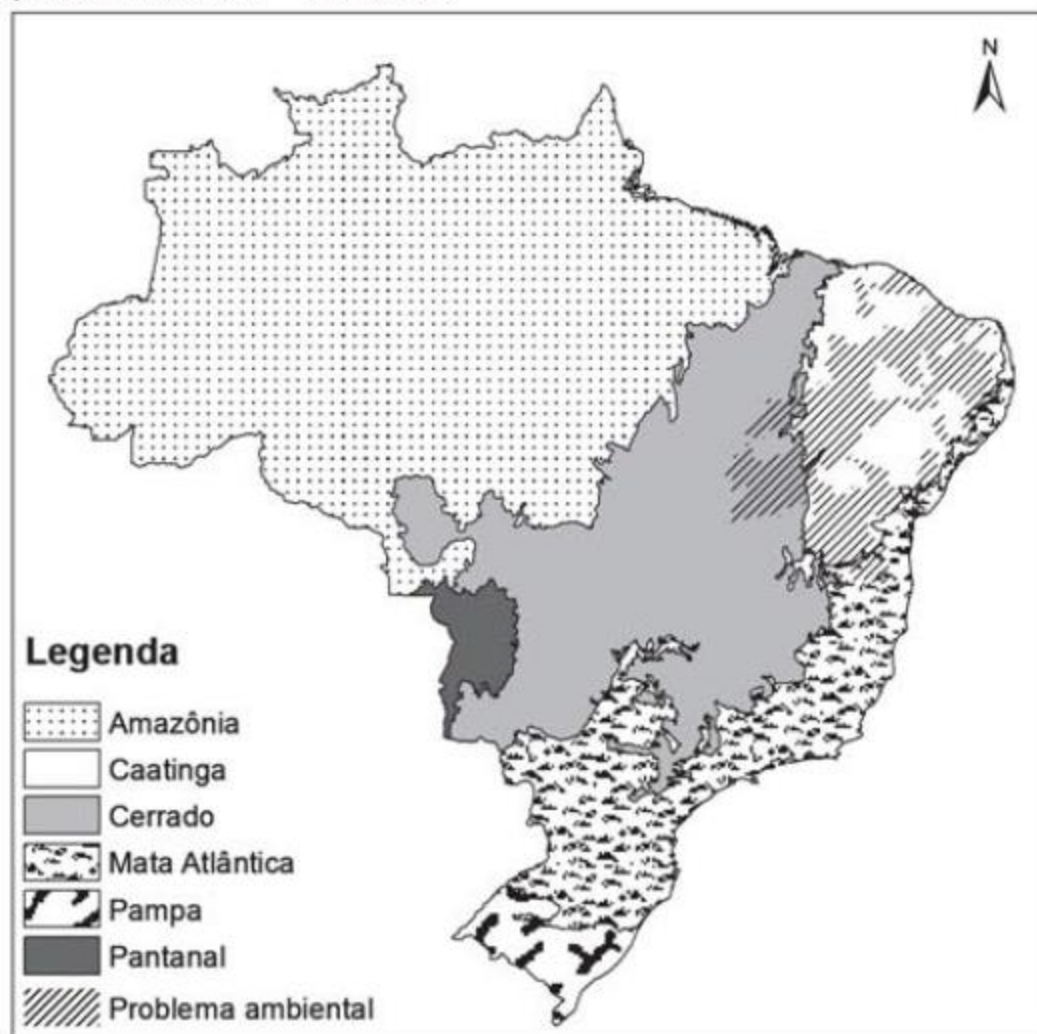 N
Legenda
Amazônia
Caatinga
Cerrado
Mata Atlântica
Pampa
Pantanal
Problema ambiental